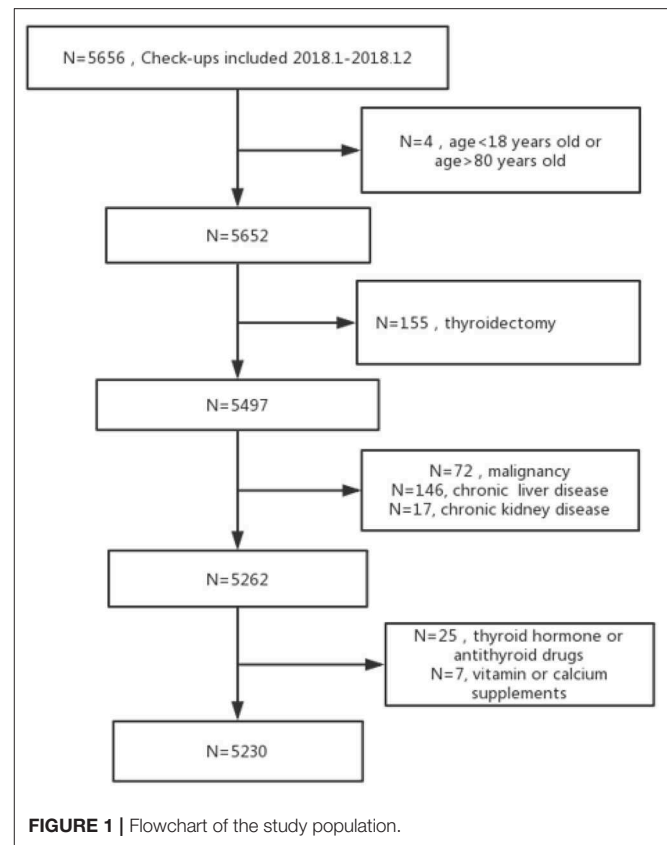 N=5656 , Check-ups included 2018.1-2018.12
N=4 , age<18 years old or
age>80 years old
N=5652
N=155 , thyroidectomy
N=5497
N=72 , malignancy
N=146, chronic liver disease
N=17, chronic kidney disease
N=5262
N=25 , thyroid hormone or
antithyroid drugs
N=7, vitamin or calcium
supplements
N=5230
FIGURE 1 | Flowchart of the study population.